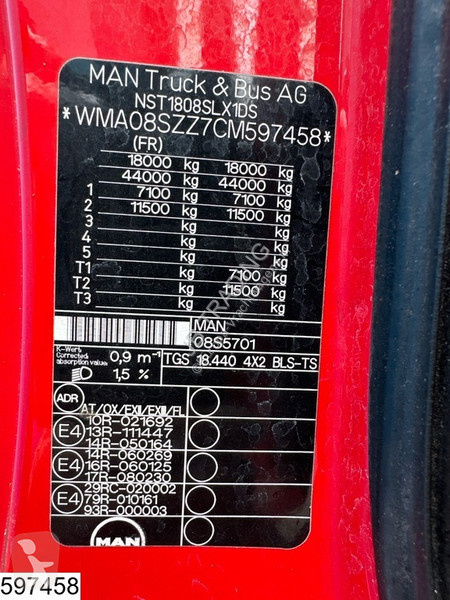 MAN Truck & Bus AG
NST1808SLX1DS
*WMA08SZZ7CM597458*
(FR)
18000 kg 18000 kg
44000 kg 44000 kg
1 7100 kg 7100 kg
2 11500 kg 11500 kg
3 kg kg
4 kg kg
5 kg kg
T1 kg 7100 kg
T2 kg 11500 kg
T3 kg kg
MAN
08S5701
K-Wert:
Corrected absorption value: 0,9 m-1
TGS 18.440 4X2 BLS-TS
1,5 %
ADR AT/OX/EXII/EXIII/FL
10R-021692
E4 13R-111447
14R-050164
14R-060269
E4 16R-060125
17R-080230
29RC-020002
E4 79R-010161
93R-000003
MAN
597458